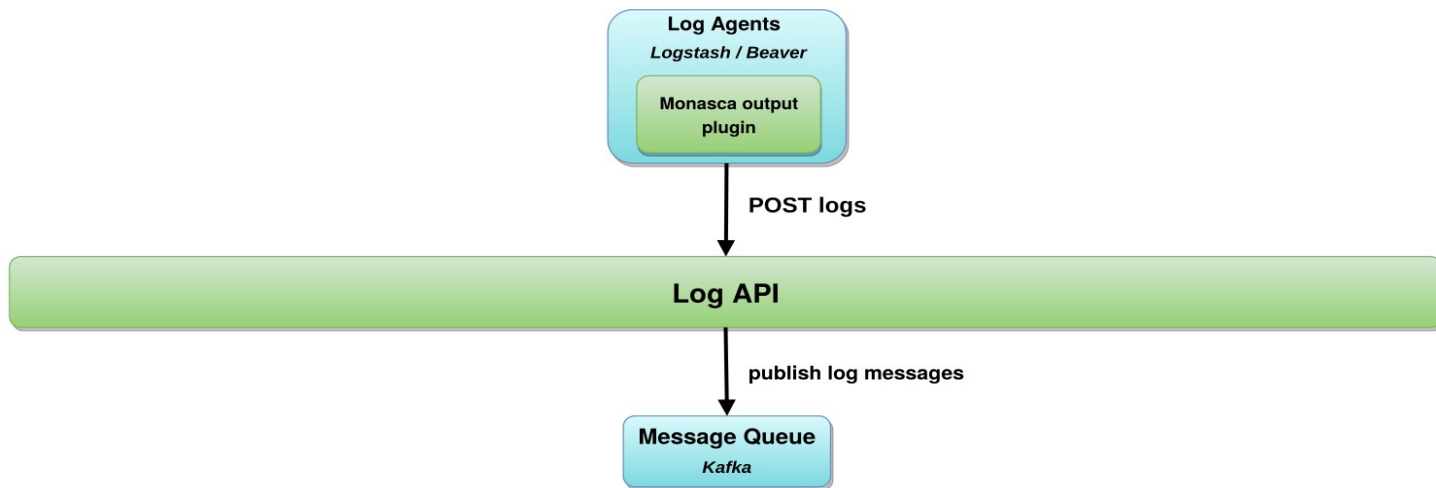 Log Agents
Logstash / Beaver
Monasca output
plugin
POST logs
Log API
publish log messages
Message Queue
Kafka